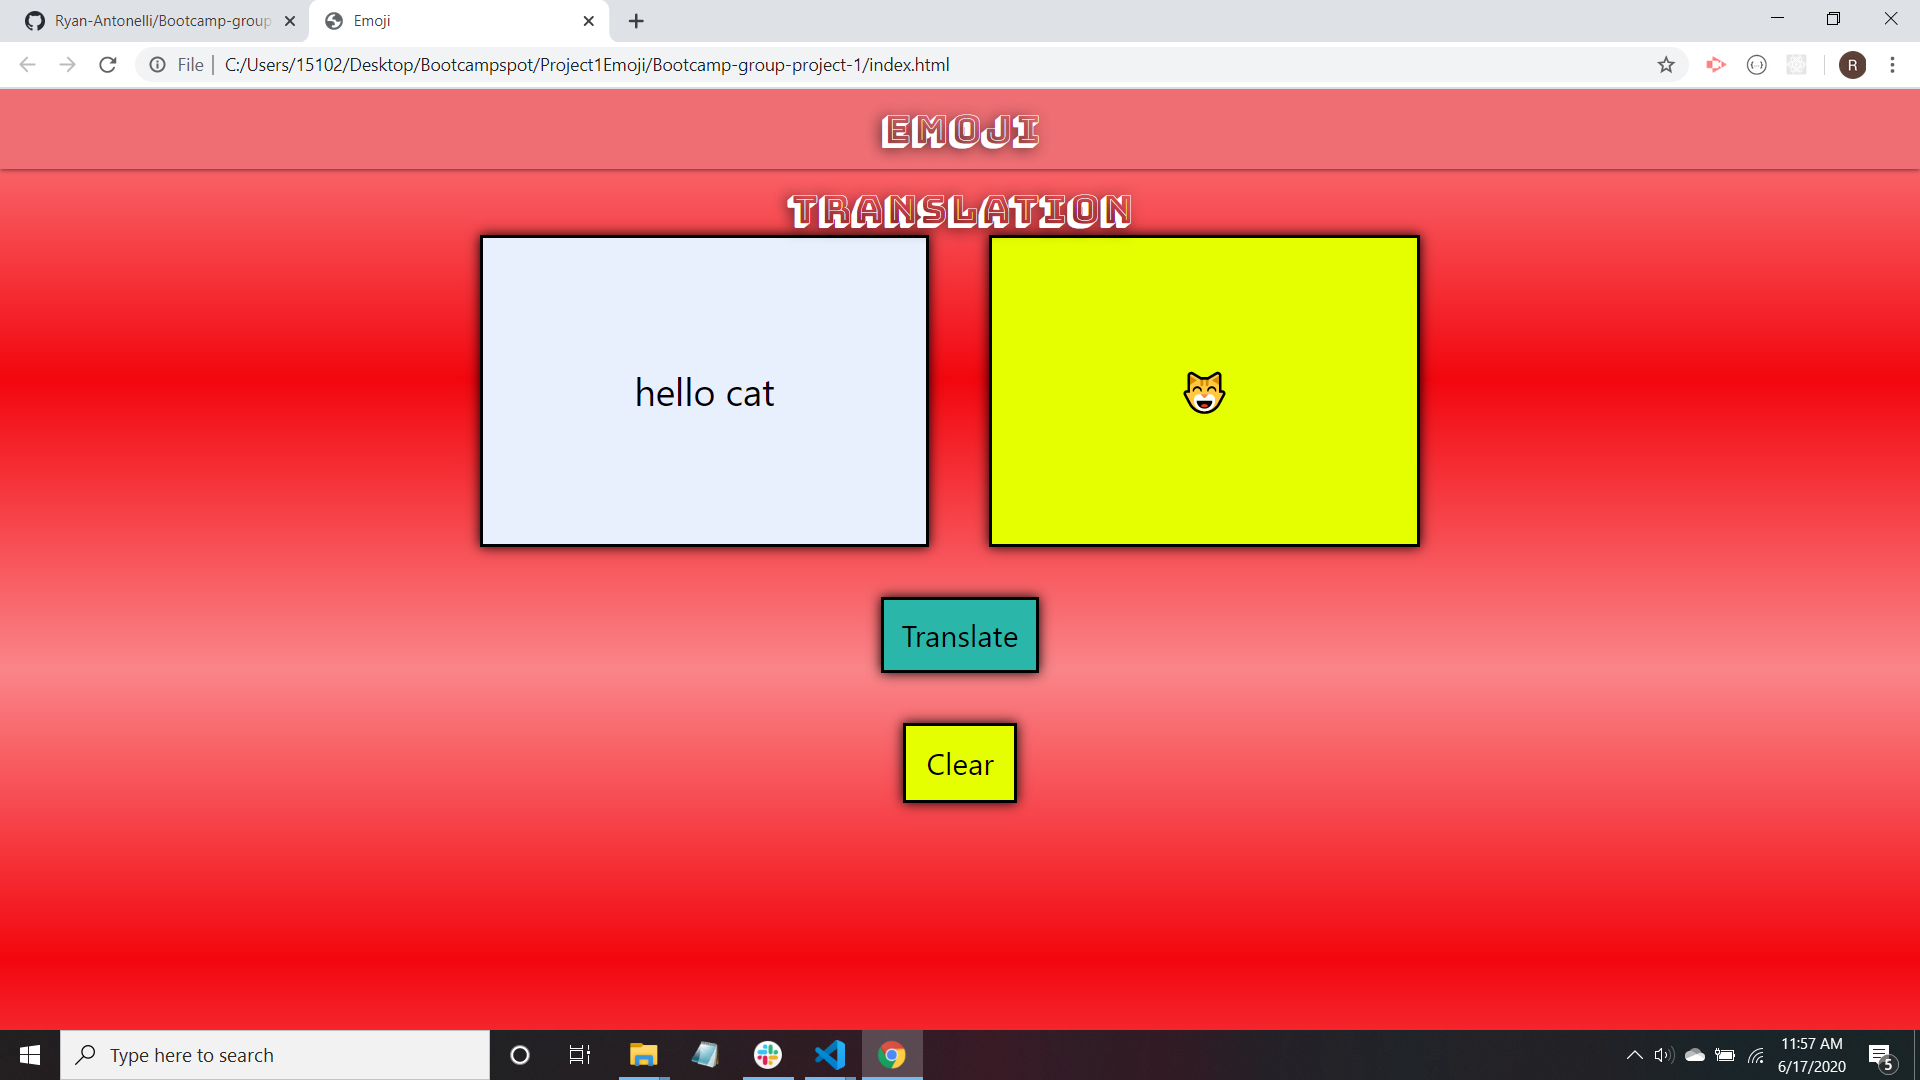 Ryan-Antonelli/Bootcamp-group
Emoji
File
C:/Users/15102/Desktop/Bootcampspot/Project1Emoji/Bootcamp-group-project-1/index.html
R
EMOJI
TRANSLATION
hello cat
Translate
Clear
Type here to search
11:57 AM
6/17/2020
5